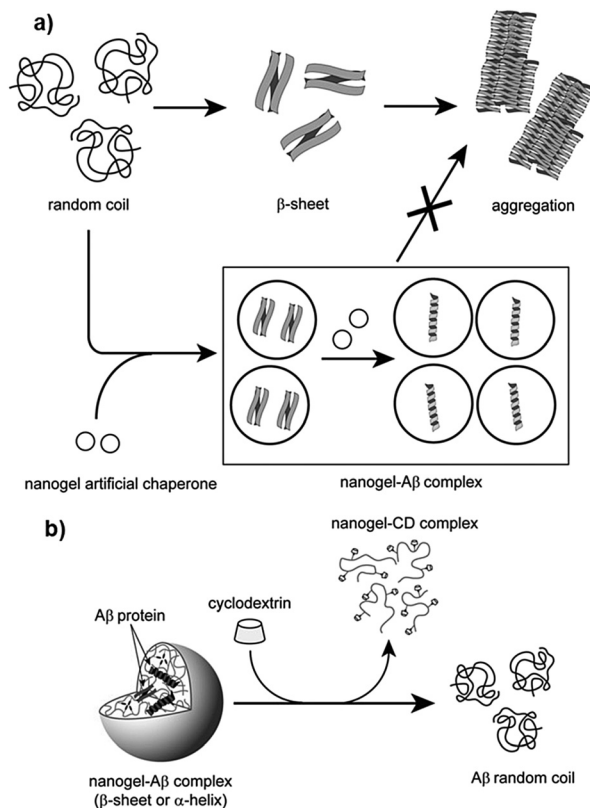 a)
random coil
β-sheet
aggregation
nanogel artificial chaperone
nanogel-Aβ complex
b)
nanogel-CD complex
cyclodextrin
Aβ protein
nanogel-Aβ complex
(β-sheet or α-helix)
Aβ random coil